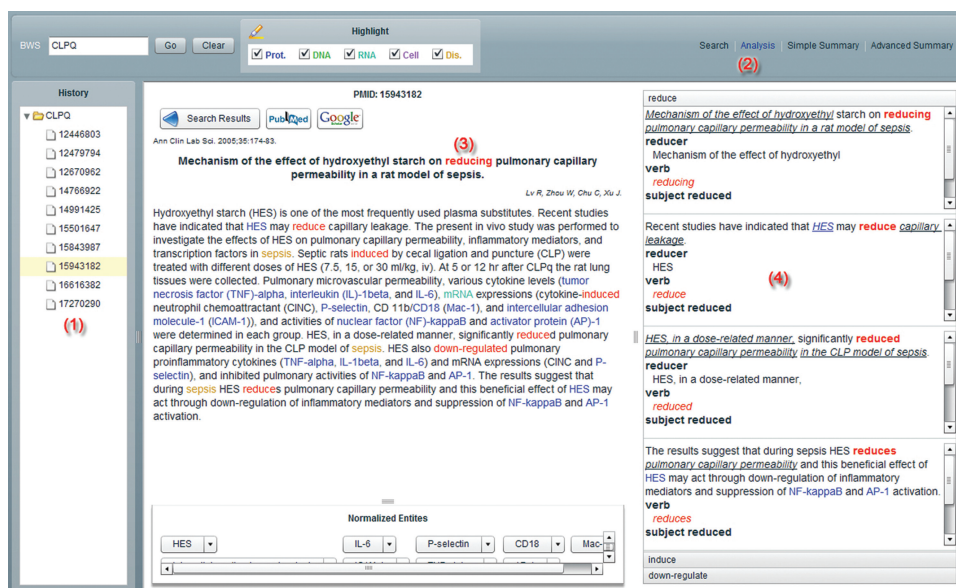 Highlight
BWS CLPQ Go Clear
Prot. DNA RNA Cell Dis.
Search Analysis Simple Summary Advanced Summary
(2)
History
CLPQ
12446803
12479794
12670962
14766922
14991425
15501647
15843987
15943182
16616382
17270290
(1)
PMID: 15943182
Search Results PubMed Google
Ann Clin Lab Sci. 2005;35:174-83.
(3)
Mechanism of the effect of hydroxyethyl starch on reducing pulmonary capillary
permeability in a rat model of sepsis.
Lv R, Zhou W, Chu C, Xu J.
Hydroxyethyl starch (HES) is one of the most frequently used plasma substitutes. Recent studies
have indicated that HES may reduce capillary leakage. The present in vivo study was performed to
investigate the effects of HES on pulmonary capillary permeability, inflammatory mediators, and
transcription factors in sepsis. Septic rats induced by cecal ligation and puncture (CLP) were
treated with different doses of HES (7.5, 15, or 30 ml/kg, iv). At 5 or 12 hr after CLPQ the rat lung
tissues were collected. Pulmonary microvascular permeability, various cytokine levels (tumor
necrosis factor (TNF)-alpha, interleukin (IL)-1beta, and IL-6), mRNA expressions (cytokine-induced
neutrophil chemoattractant (CINC), P-selectin, CD 11b/CD18 (Mac-1), and intercellular adhesion
molecule-1 (ICAM-1)), and activities of nuclear factor (NF)-kappaB and activator protein (AP)-1
were determined in each group. HES, in a dose-related manner, significantly reduced pulmonary
capillary permeability in the CLP model of sepsis. HES also down-regulated pulmonary
proinflammatory cytokines (TNF-alpha, IL-1beta, and IL-6) and mRNA expressions (CINC and P-
selectin), and inhibited pulmonary activities of NF-kappaB and AP-1. The results suggest that
during sepsis HES reduces pulmonary capillary permeability and this beneficial effect of HES may
act through down-regulation of inflammatory mediators and suppression of NF-kappaB and AP-1
activation.
Normalized Entites
HES IL-6 P-selectin CD18 Mac-
reduce
Mechanism of the effect of hydroxyethyl starch on reducing
pulmonary capillary permeability in a rat model of sepsis.
reducer
Mechanism of the effect of hydroxyethyl
verb
reducing
subject reduced
Recent studies have indicated that HES may reduce capillary
leakage.
reducer
HES
(4)
verb
reduce
subject reduced
HES, in a dose-related manner, significantly reduced
pulmonary capillary permeability in the CLP model of sepsis.
reducer
HES, in a dose-related manner,
verb
reduced
subject reduced
The results suggest that during sepsis HES reduces
pulmonary capillary permeability and this beneficial effect of
HES may act through down-regulation of inflammatory
mediators and suppression of NF-kappaB and AP-1 activation.
verb
reduces
subject reduced
induce
down-regulate